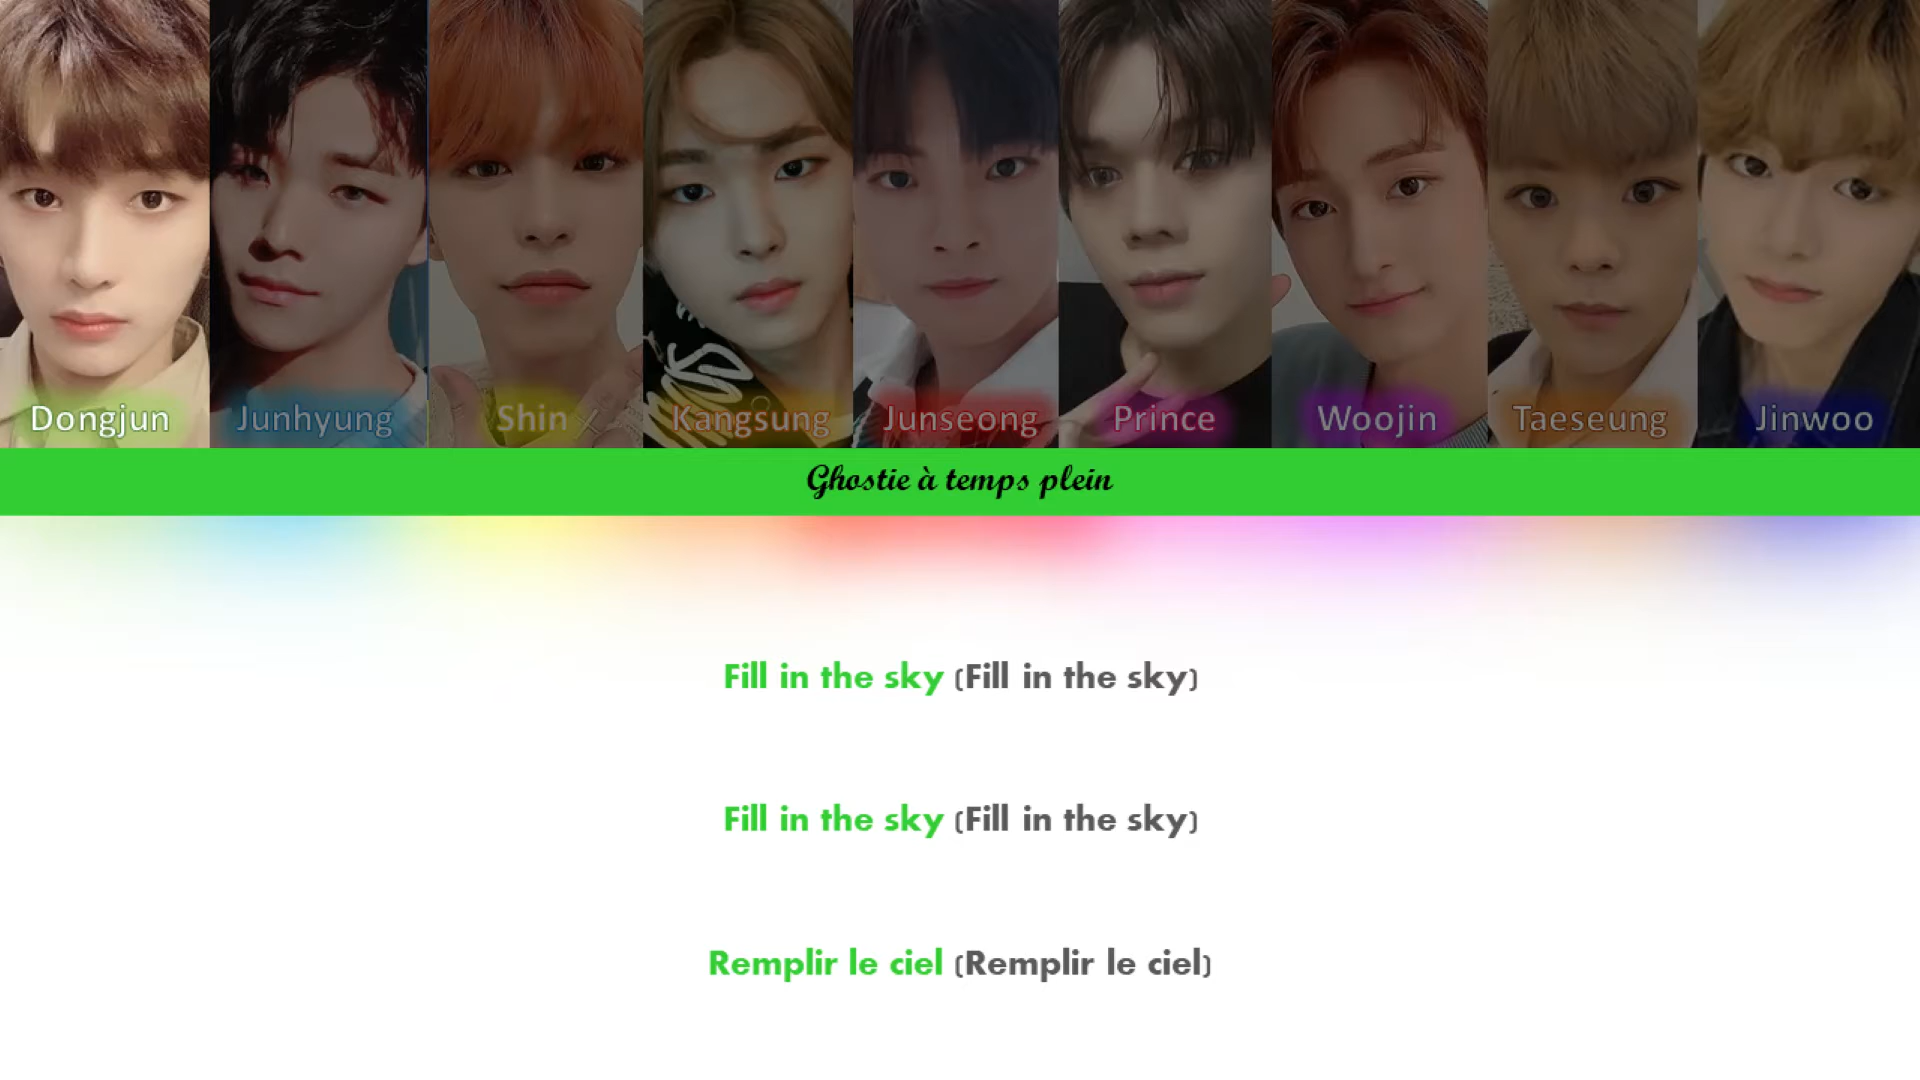 Dongjun Junhyung Shin Kangsung Junseong Prince Woojin Taeseung Jinwoo
Ghostie à temps plein
Fill in the sky (Fill in the sky)
Fill in the sky (Fill in the sky)
Remplir le ciel (Remplir le ciel)